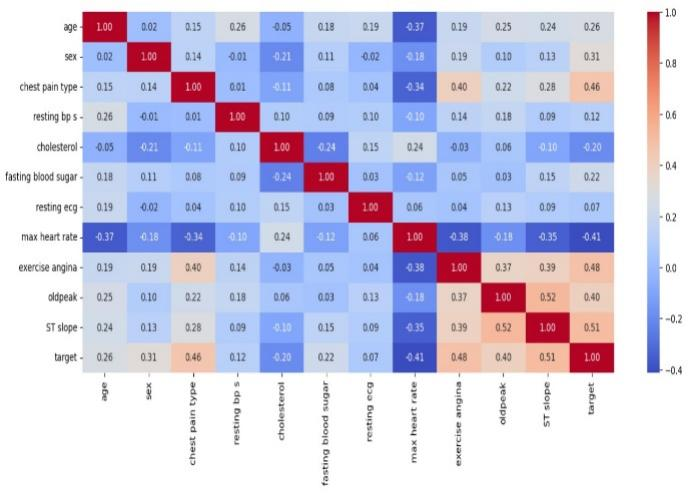 age 1.00 0.02 0.15 0.26 -0.05 0.18 0.19 -0.37 0.19 0.25 0.24 0.26
sex 0.02 1.00 0.14 -0.01 -0.21 0.11 -0.02 -0.18 0.19 0.10 0.13 0.31
chest pain type 0.15 0.14 1.00 0.01 -0.11 0.08 0.04 -0.34 0.40 0.22 0.28 0.46
resting bp s 0.26 -0.01 0.01 1.00 0.10 0.09 0.10 -0.10 0.14 0.18 0.09 0.12
cholesterol -0.05 -0.21 -0.11 0.10 1.00 -0.24 0.15 0.24 -0.03 0.06 -0.10 -0.20
fasting blood sugar 0.18 0.11 0.08 0.09 -0.24 1.00 0.03 -0.12 0.05 0.03 0.15 0.22
resting ecg 0.19 -0.02 0.04 0.10 0.15 0.03 1.00 0.06 0.04 0.13 0.09 0.07
max heart rate -0.37 -0.18 -0.34 -0.10 0.24 -0.12 0.06 1.00 -0.38 -0.18 -0.35 -0.41
exercise angina 0.19 0.19 0.40 0.14 -0.03 0.05 0.04 -0.38 1.00 0.37 0.39 0.48
oldpeak 0.25 0.10 0.22 0.18 0.06 0.03 0.13 -0.18 0.37 1.00 0.52 0.40
ST slope 0.24 0.13 0.28 0.09 -0.10 0.15 0.09 -0.35 0.39 0.52 1.00 0.51
target 0.26 0.31 0.46 0.12 -0.20 0.22 0.07 -0.41 0.48 0.40 0.51 1.00
age
sex
chest pain type
resting bp s
cholesterol
fasting blood sugar
resting ecg
max heart rate
exercise angina
oldpeak
ST slope
target
1.0
0.8
0.6
0.4
0.2
0.0
−0.2
−0.4